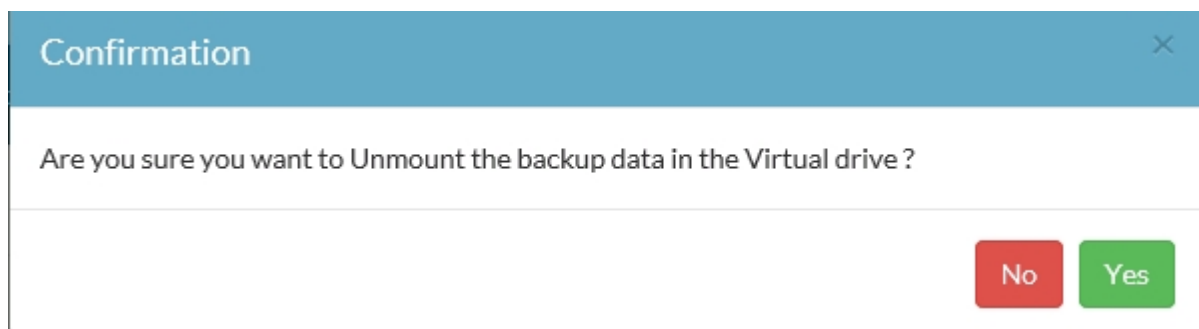 Confirmation
Are you sure you want to Unmount the backup data in the Virtual drive ?
No Yes